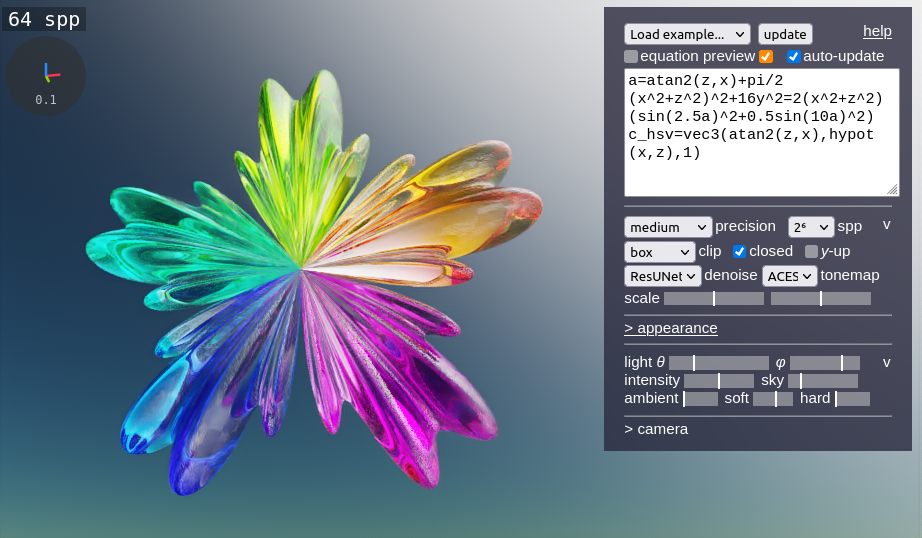 64 spp
0.1
Load example... update help
equation preview auto-update
a=atan2(z,x)+pi/2
(x^2+z^2)^2+16y^2=2(x^2+z^2)
(sin(2.5a)^2+0.5sin(10a)^2)
c_hsv=vec3(atan2(z,x),hypot
(x,z),1)
medium precision 2⁶ spp v
box clip closed y-up
ResUNet denoise ACES tonemap
scale
> appearance
light θ φ v
intensity sky
ambient soft hard
> camera